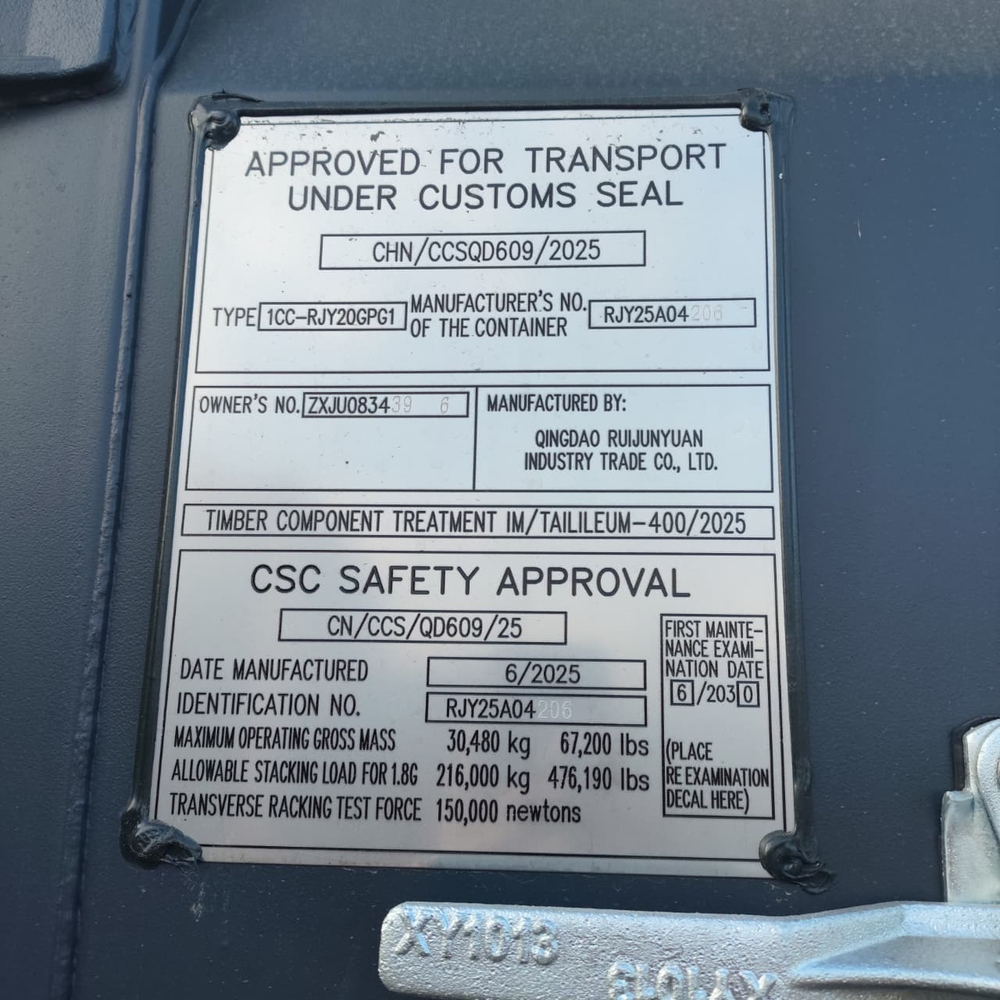 APPROVED FOR TRANSPORT
UNDER CUSTOMS SEAL
CHN/CCSQD609/2025
TYPE 1CC-RJY20GPG1 MANUFACTURER'S NO. OF THE CONTAINER RJY25A04206
OWNER'S NO. ZXJU083439 6
MANUFACTURED BY:
QINGDAO RUIJUNYUAN
INDUSTRY TRADE CO., LTD.
TIMBER COMPONENT TREATMENT IM/TAILILEUM-400/2025
CSC SAFETY APPROVAL
CN/CCS/QD609/25
DATE MANUFACTURED 6/2025
IDENTIFICATION NO. RJY25A04206
MAXIMUM OPERATING GROSS MASS 30,480 kg 67,200 lbs
ALLOWABLE STACKING LOAD FOR 1.8G 216,000 kg 476,190 lbs
TRANSVERSE RACKING TEST FORCE 150,000 newtons
FIRST MAINTE-
NANCE EXAMI-
NATION DATE
6/2030
(PLACE
RE EXAMINATION
DECAL HERE)
XY1013